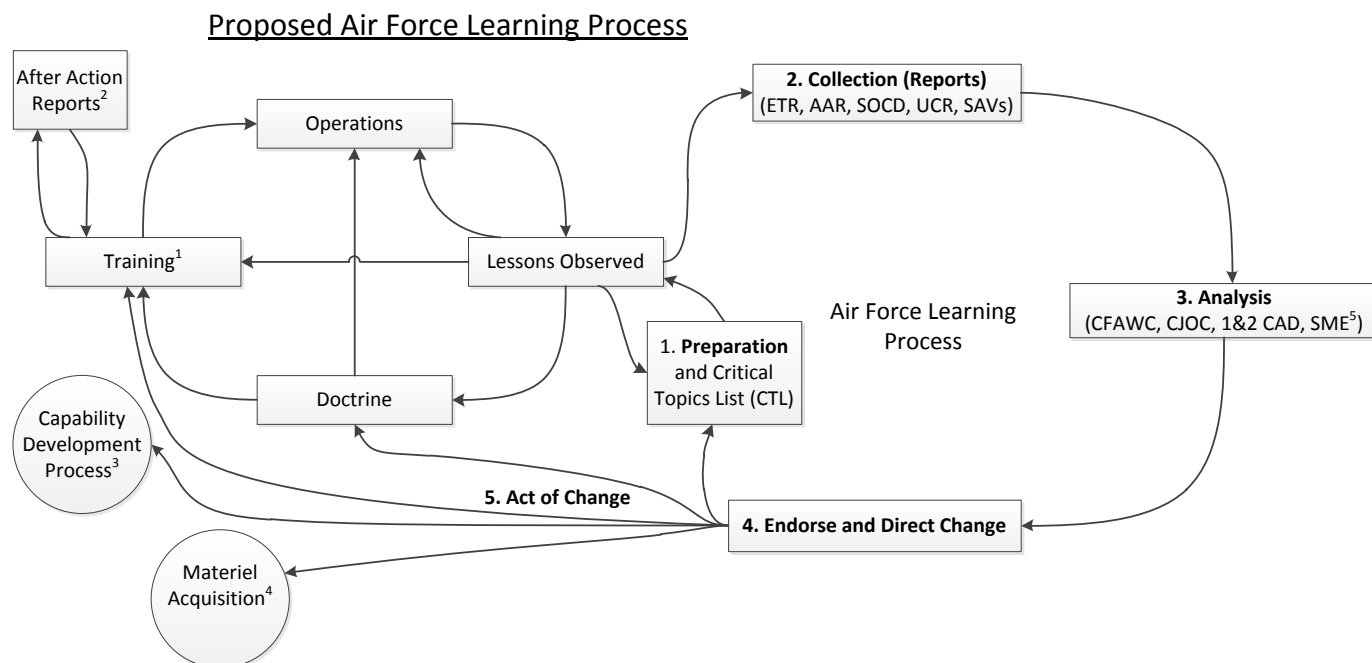 Proposed Air Force Learning Process
After Action
Reports2
Operations
2. Collection (Reports)
(ETR, AAR, SOCD, UCR, SAVs)
Training1
Lessons Observed
3. Analysis
(CFAWC, CJOC, 1&2 CAD, SME5)
Air Force Learning
Process
1. Preparation
and Critical
Topics List (CTL)
Doctrine
Capability
Development
Process3
5. Act of Change
4. Endorse and Direct Change
Materiel
Acquisition4